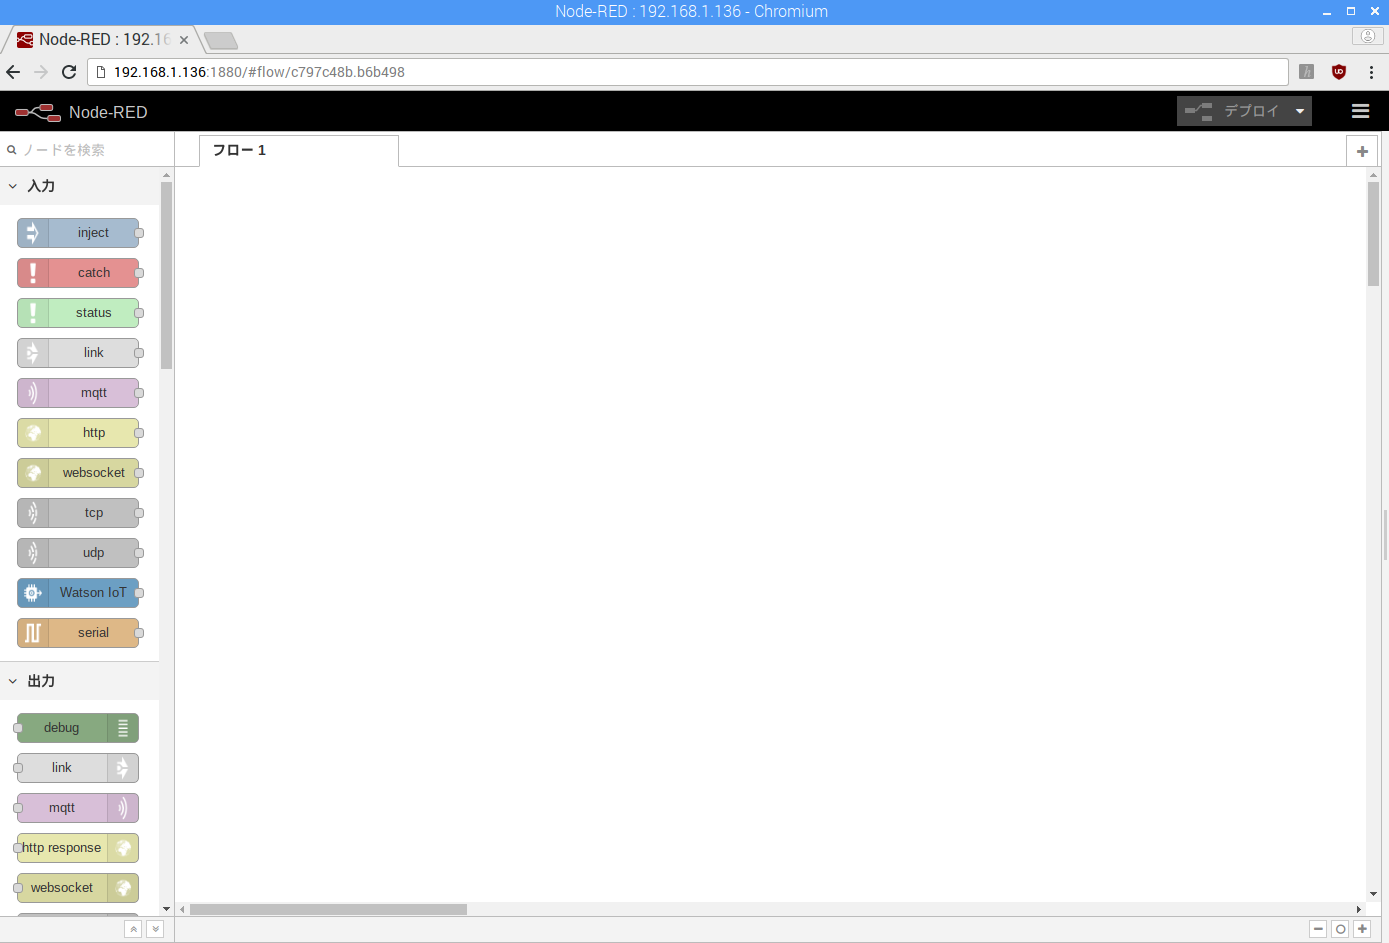 Node-RED : 192.168.1.136 - Chromium
Node-RED : 192.16
192.168.1.136:1880/#flow/c797c48b.b6b498
Node-RED
デプロイ
ノードを検索
フロー 1
入力
inject
catch
status
link
mqtt
http
websocket
tcp
udp
Watson IoT
serial
出力
debug
link
mqtt
http response
websocket